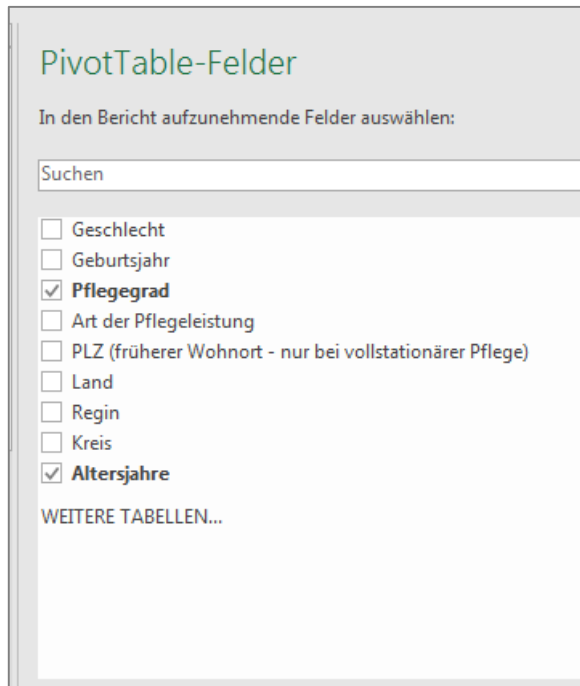 PivotTable-Felder
In den Bericht aufzunehmende Felder auswählen:
Suchen
Geschlecht
Geburtsjahr
Pflegegrad
Art der Pflegeleistung
PLZ (früherer Wohnort - nur bei vollstationärer Pflege)
Land
Regin
Kreis
Altersjahre
WEITERE TABELLEN...